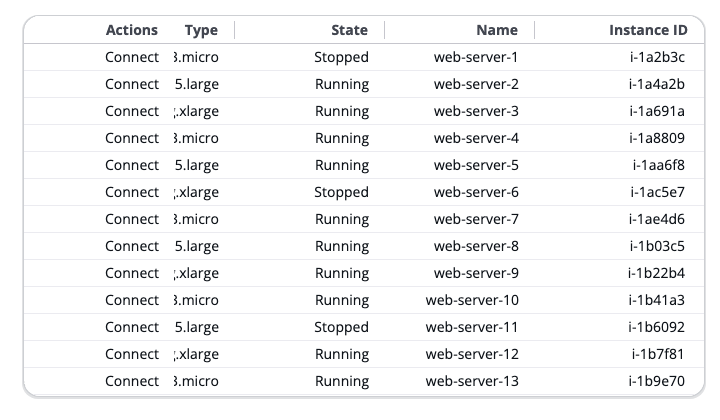 Actions Type State Name Instance ID
Connect 3.micro Stopped web-server-1 i-1a2b3c
Connect 5.large Running web-server-2 i-1a4a2b
Connect .xlarge Running web-server-3 i-1a691a
Connect 3.micro Running web-server-4 i-1a8809
Connect 5.large Running web-server-5 i-1aa6f8
Connect .xlarge Stopped web-server-6 i-1ac5e7
Connect 3.micro Running web-server-7 i-1ae4d6
Connect 5.large Running web-server-8 i-1b03c5
Connect .xlarge Running web-server-9 i-1b22b4
Connect 3.micro Running web-server-10 i-1b41a3
Connect 5.large Stopped web-server-11 i-1b6092
Connect .xlarge Running web-server-12 i-1b7f81
Connect 3.micro Running web-server-13 i-1b9e70